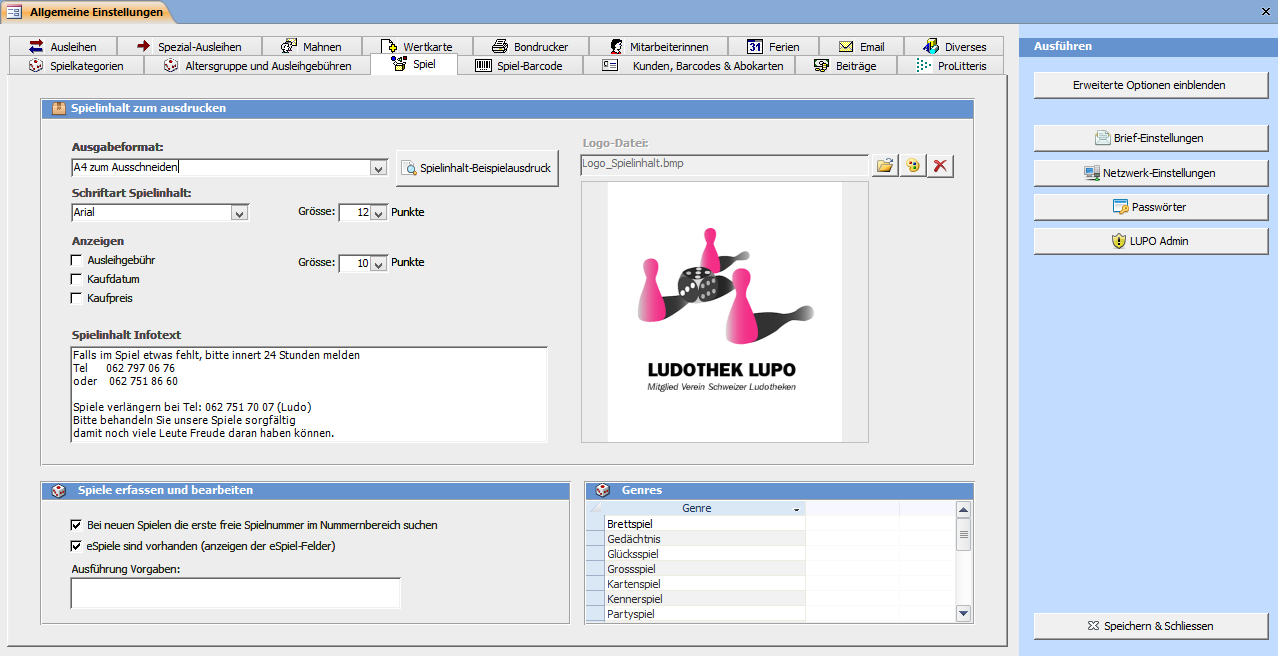 Allgemeine Einstellungen
Ausleihen
Spezial-Ausleihen
Mahnen
Wertkarte
Bondrucker
Mitarbeiterinnen
31 Ferien
Email
Diverses
Spielkategorien
Altersgruppe und Ausleihgebühren
Spiel
Spiel-Barcode
Kunden, Barcodes & Abokarten
Beiträge
ProLitteris
Spielinhalt zum ausdrucken
Ausgabeformat:
A4 zum Ausschneiden
Spielinhalt-Beispielausdruck
Schriftart Spielinhalt:
Arial
Grösse: 12 Punkte
Anzeigen
Ausleihgebühr
Grösse: 10 Punkte
Kaufdatum
Kaufpreis
Spielinhalt Infotext
Falls im Spiel etwas fehlt, bitte innert 24 Stunden melden
Tel 062 797 06 76
oder 062 751 86 60
Spiele verlängern bei Tel: 062 751 70 07 (Ludo)
Bitte behandeln Sie unsere Spiele sorgfältig
damit noch viele Leute Freude daran haben können.
Logo-Datei:
Logo_Spielinhalt.bmp
LUDOTHEK LUPO
Mitglied Verein Schweizer Ludotheken
Spiele erfassen und bearbeiten
Bei neuen Spielen die erste freie Spielnummer im Nummernbereich suchen
eSpiele sind vorhanden (anzeigen der eSpiel-Felder)
Ausführung Vorgaben:
Genres
Genre
Brettspiel
Gedächtnis
Glücksspiel
Grossspiel
Kartenspiel
Kennerspiel
Partyspiel
Ausführen
Erweiterte Optionen einblenden
Brief-Einstellungen
Netzwerk-Einstellungen
Passwörter
LUPO Admin
Speichern & Schliessen